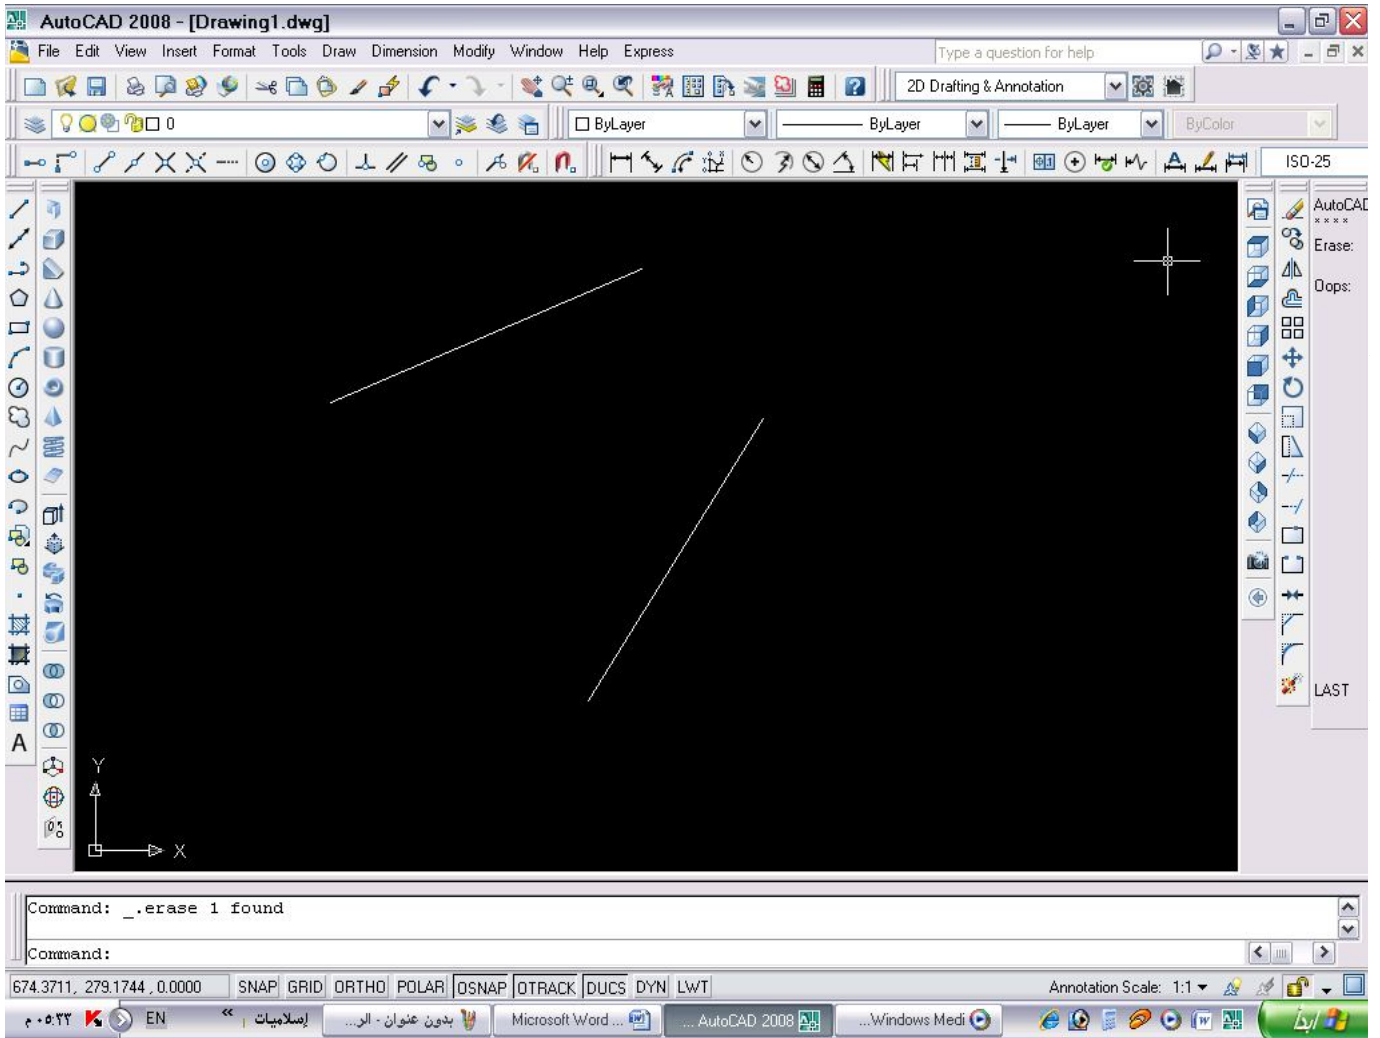 AutoCAD 2008 - [Drawing1.dwg]
File Edit View Insert Format Tools Draw Dimension Modify Window Help Express
Type a question for help
2D Drafting & Annotation
0
ByLayer
ByLayer
ByLayer
ByColor
ISO-25
AutoCAD
* * * *
Erase:
Oops:
LAST
A
Y
X
Command: _.erase 1 found
Command:
674.3711, 279.1744 , 0.0000 SNAP GRID ORTHO POLAR OSNAP OTRACK DUCS DYN LWT
Annotation Scale: 1:1
ابدأ
Windows Medi...
AutoCAD 2008 ...
Microsoft Word ...
بدون عنوان - الر...
إسلاميات
EN
٠٥:٢٢ م